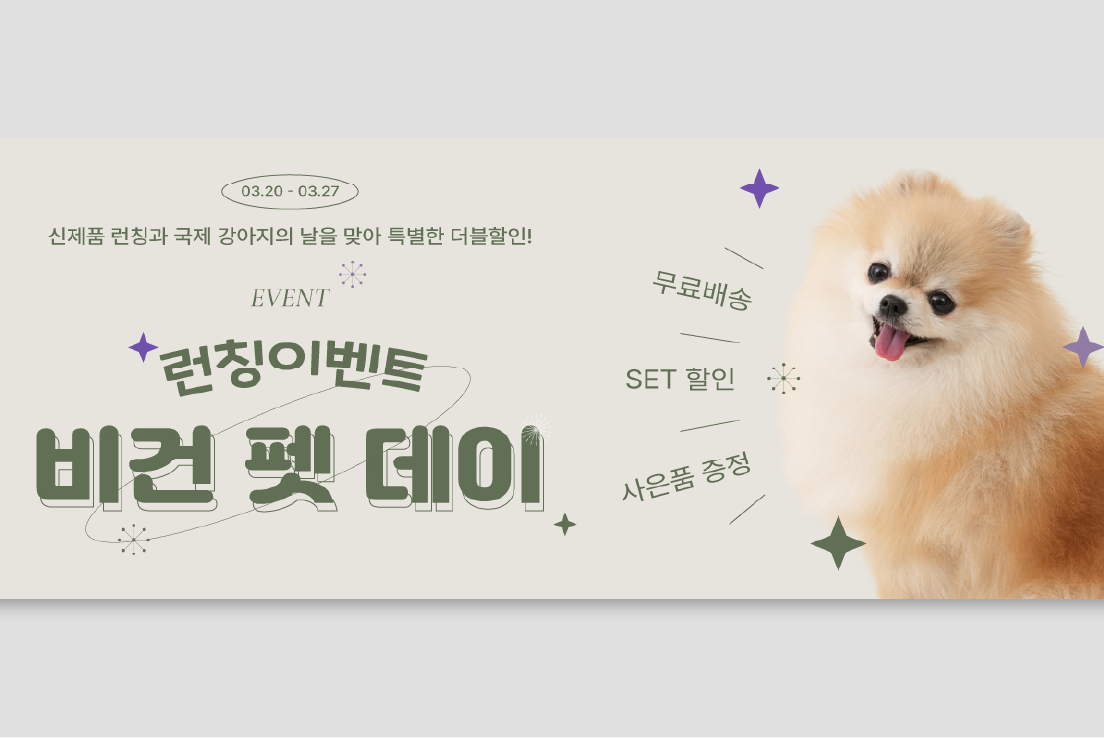 03.20 - 03.27
신제품 런칭과 국제 강아지의 날을 맞아 특별한 더블할인!
EVENT
런칭이벤트
비건 펫 데이
무료배송
SET 할인
사은품 증정